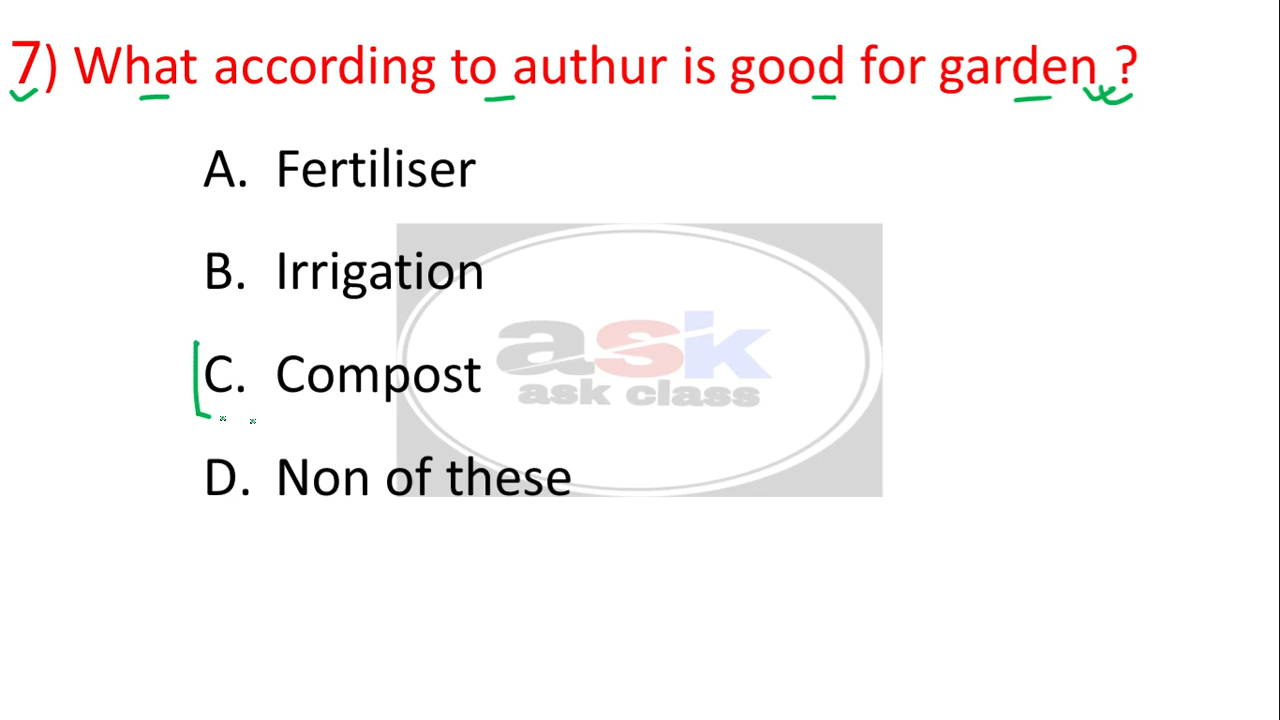 7) What according to authur is good for garden ?
A. Fertiliser
B. Irrigation
C. Compost
D. Non of these
ask
ask class